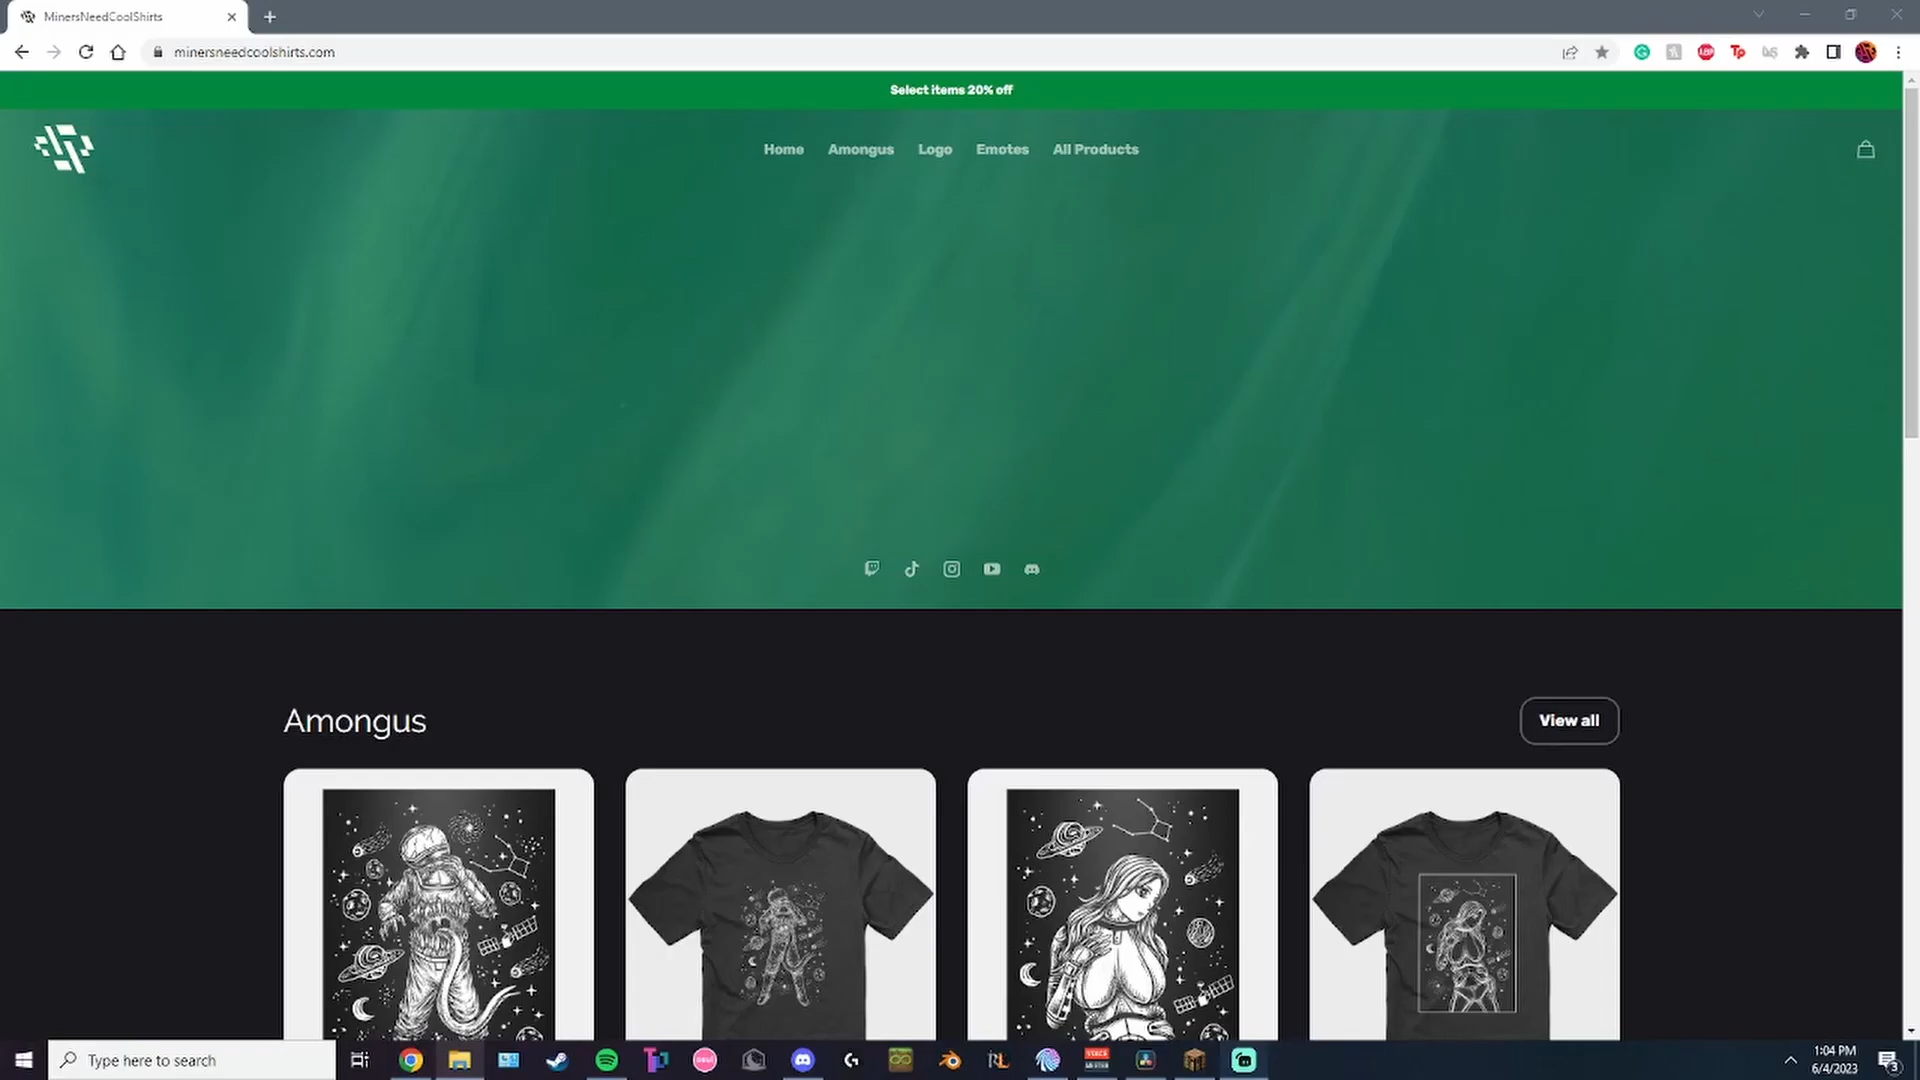 MinersNeedCoolShirts
minersneedcoolshirts.com
Select items 20% off
Home Amongus Logo Emotes All Products
Amongus
View all
Type here to search
1:04 PM
6/4/2023